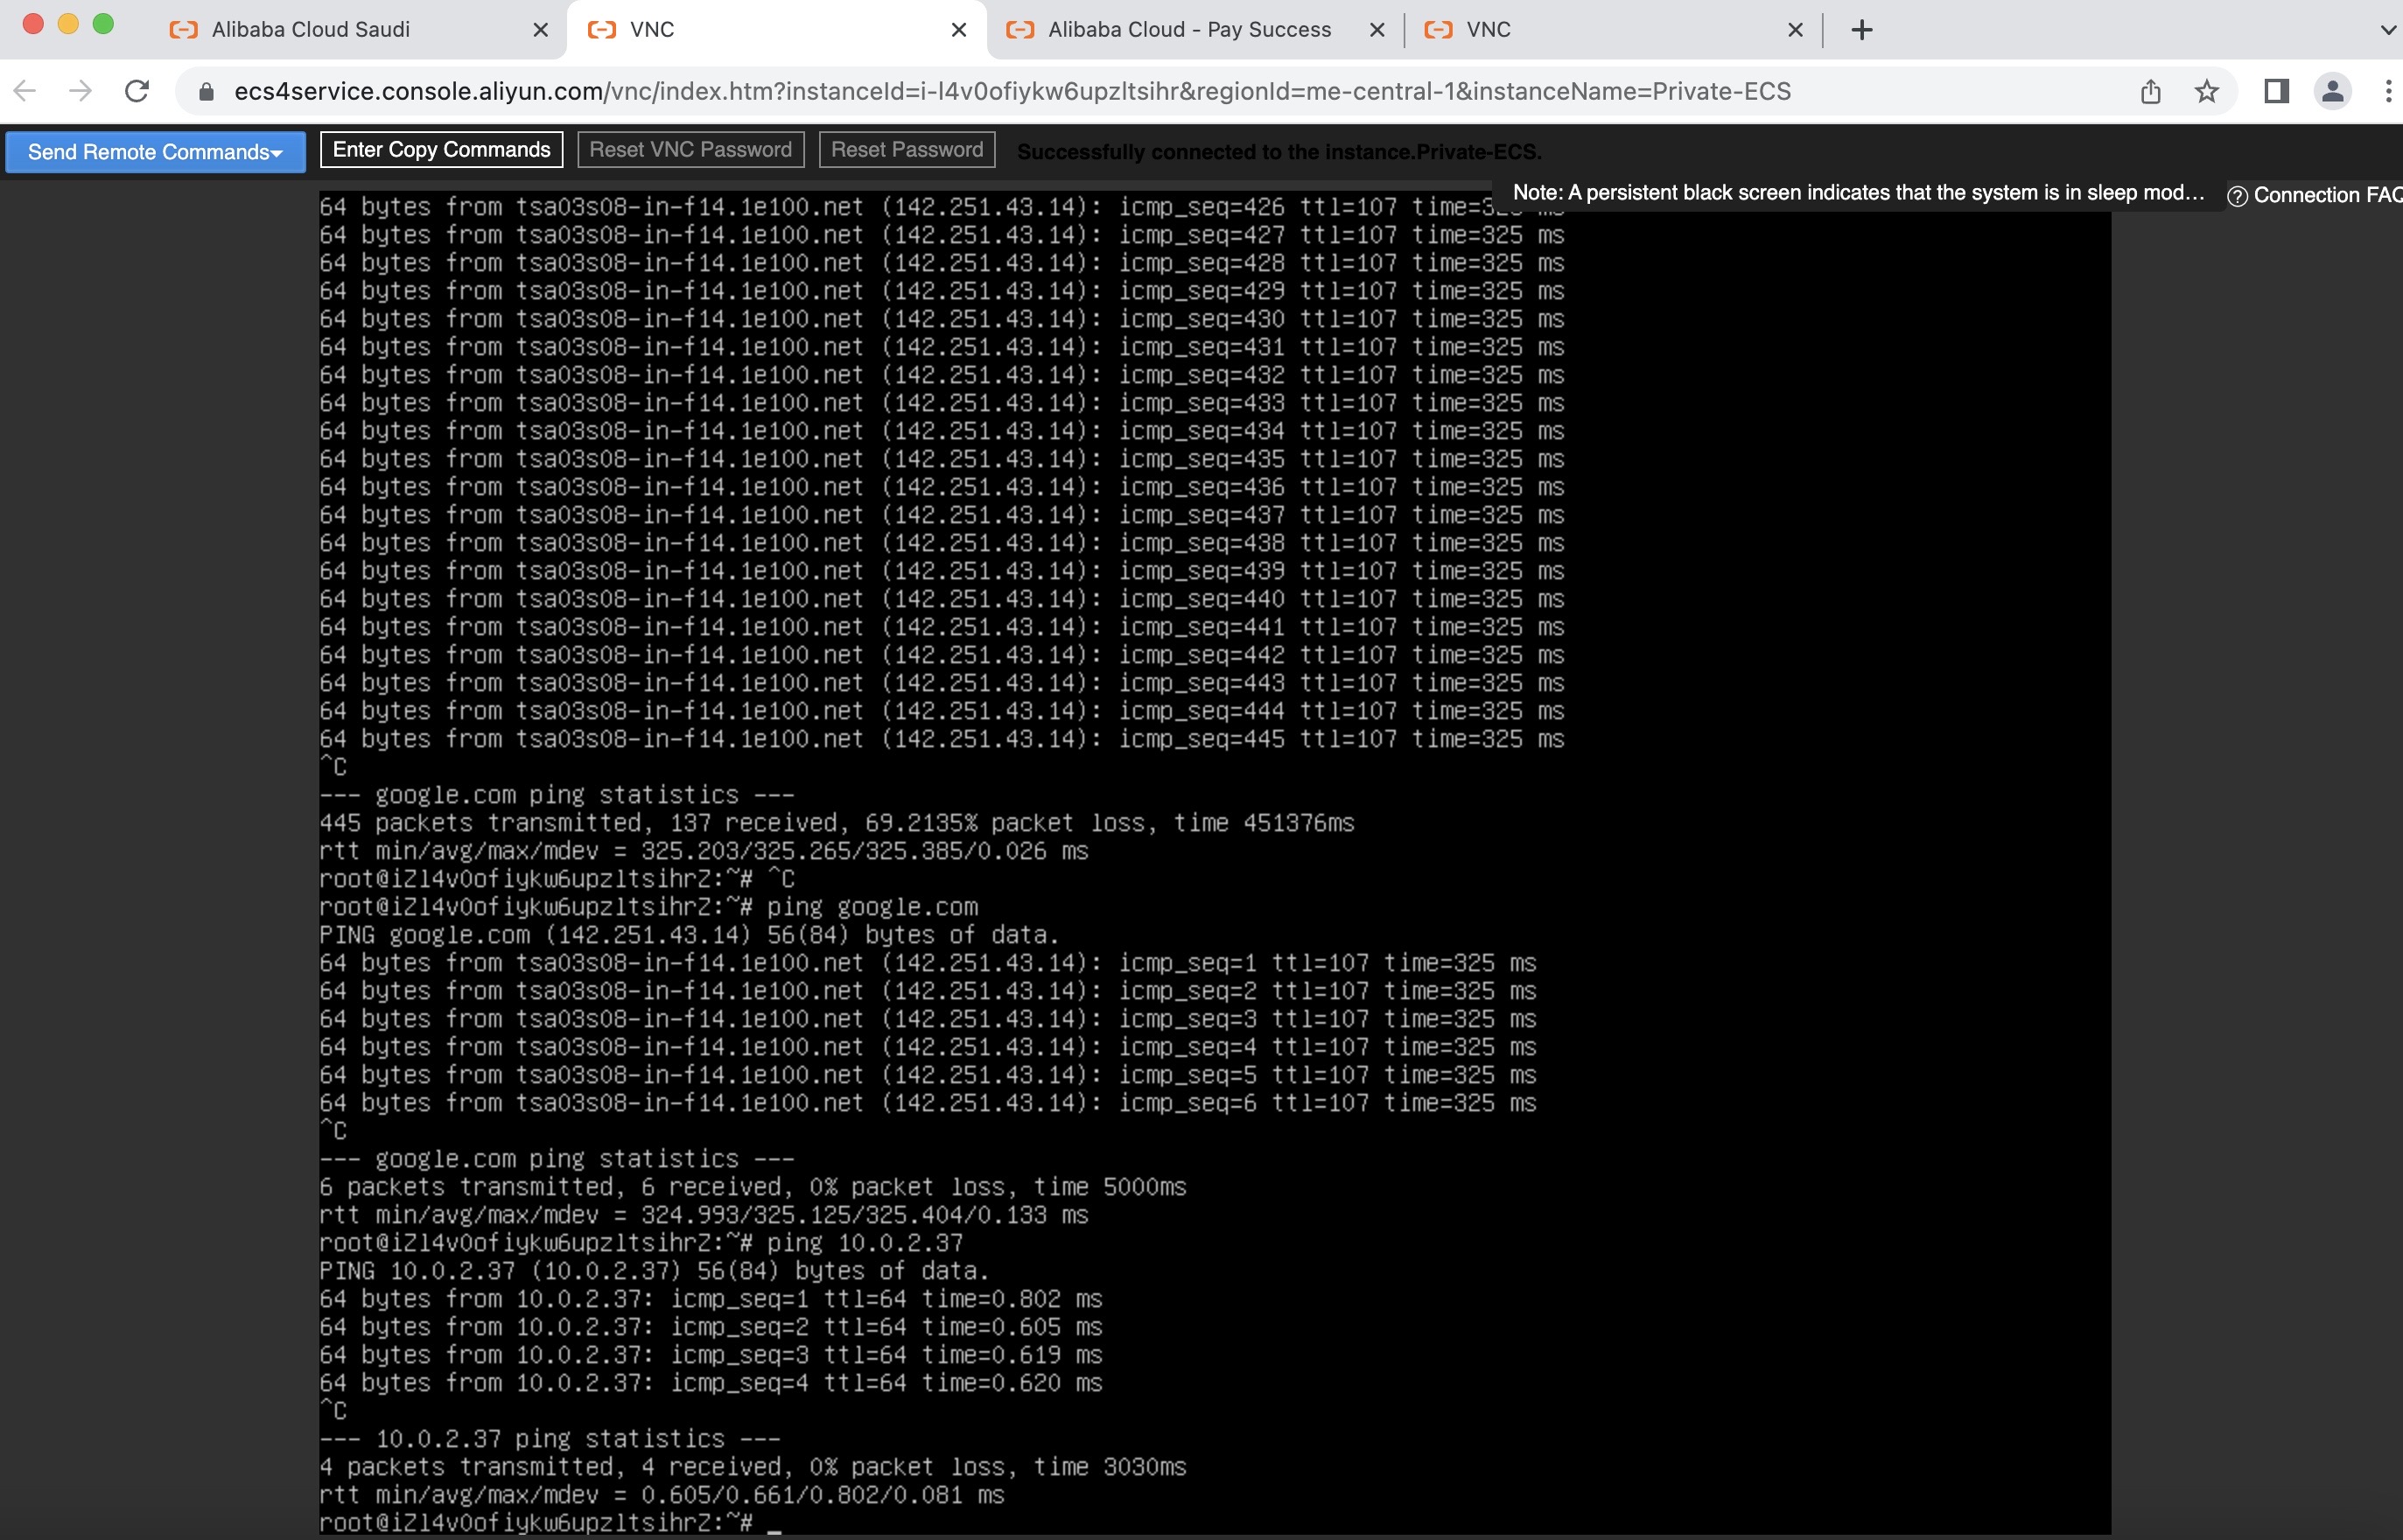 Alibaba Cloud Saudi
VNC
Alibaba Cloud - Pay Success
VNC
ecs4service.console.aliyun.com/vnc/index.htm?instanceId=i-l4v0ofiykw6upzltsihr&regionId=me-central-1&instanceName=Private-ECS
Send Remote Commands
Enter Copy Commands
Reset VNC Password
Reset Password
Successfully connected to the instance.Private-ECS.
Note: A persistent black screen indicates that the system is in sleep mod...
Connection FAQ
64 bytes from tsa03s08-in-f14.1e100.net (142.251.43.14): icmp_seq=426 ttl=107 ms
64 bytes from tsa03s08-in-f14.1e100.net (142.251.43.14): icmp_seq=427 ttl=107 time=325 ms
64 bytes from tsa03s08-in-f14.1e100.net (142.251.43.14): icmp_seq=428 ttl=107 time=325 ms
64 bytes from tsa03s08-in-f14.1e100.net (142.251.43.14): icmp_seq=429 ttl=107 time=325 ms
64 bytes from tsa03s08-in-f14.1e100.net (142.251.43.14): icmp_seq=430 ttl=107 time=325 ms
64 bytes from tsa03s08-in-f14.1e100.net (142.251.43.14): icmp_seq=431 ttl=107 time=325 ms
64 bytes from tsa03s08-in-f14.1e100.net (142.251.43.14): icmp_seq=432 ttl=107 time=325 ms
64 bytes from tsa03s08-in-f14.1e100.net (142.251.43.14): icmp_seq=433 ttl=107 time=325 ms
64 bytes from tsa03s08-in-f14.1e100.net (142.251.43.14): icmp_seq=434 ttl=107 time=325 ms
64 bytes from tsa03s08-in-f14.1e100.net (142.251.43.14): icmp_seq=435 ttl=107 time=325 ms
64 bytes from tsa03s08-in-f14.1e100.net (142.251.43.14): icmp_seq=436 ttl=107 time=325 ms
64 bytes from tsa03s08-in-f14.1e100.net (142.251.43.14): icmp_seq=437 ttl=107 time=325 ms
64 bytes from tsa03s08-in-f14.1e100.net (142.251.43.14): icmp_seq=438 ttl=107 time=325 ms
64 bytes from tsa03s08-in-f14.1e100.net (142.251.43.14): icmp_seq=439 ttl=107 time=325 ms
64 bytes from tsa03s08-in-f14.1e100.net (142.251.43.14): icmp_seq=440 ttl=107 time=325 ms
64 bytes from tsa03s08-in-f14.1e100.net (142.251.43.14): icmp_seq=441 ttl=107 time=325 ms
64 bytes from tsa03s08-in-f14.1e100.net (142.251.43.14): icmp_seq=442 ttl=107 time=325 ms
64 bytes from tsa03s08-in-f14.1e100.net (142.251.43.14): icmp_seq=443 ttl=107 time=325 ms
64 bytes from tsa03s08-in-f14.1e100.net (142.251.43.14): icmp_seq=444 ttl=107 time=325 ms
64 bytes from tsa03s08-in-f14.1e100.net (142.251.43.14): icmp_seq=445 ttl=107 time=325 ms
^C
--- google.com ping statistics ---
445 packets transmitted, 137 received, 69.2135% packet loss, time 451376ms
rtt min/avg/max/mdev = 325.203/325.265/325.385/0.026 ms
root@iZl4v0ofiykw6upzltsihrZ:~# ^C
root@iZl4v0ofiykw6upzltsihrZ:~# ping google.com
PING google.com (142.251.43.14) 56(84) bytes of data.
64 bytes from tsa03s08-in-f14.1e100.net (142.251.43.14): icmp_seq=1 ttl=107 time=325 ms
64 bytes from tsa03s08-in-f14.1e100.net (142.251.43.14): icmp_seq=2 ttl=107 time=325 ms
64 bytes from tsa03s08-in-f14.1e100.net (142.251.43.14): icmp_seq=3 ttl=107 time=325 ms
64 bytes from tsa03s08-in-f14.1e100.net (142.251.43.14): icmp_seq=4 ttl=107 time=325 ms
64 bytes from tsa03s08-in-f14.1e100.net (142.251.43.14): icmp_seq=5 ttl=107 time=325 ms
64 bytes from tsa03s08-in-f14.1e100.net (142.251.43.14): icmp_seq=6 ttl=107 time=325 ms
^C
--- google.com ping statistics ---
6 packets transmitted, 6 received, 0% packet loss, time 5000ms
rtt min/avg/max/mdev = 324.993/325.125/325.404/0.133 ms
root@iZl4v0ofiykw6upzltsihrZ:~# ping 10.0.2.37
PING 10.0.2.37 (10.0.2.37) 56(84) bytes of data.
64 bytes from 10.0.2.37: icmp_seq=1 ttl=64 time=0.802 ms
64 bytes from 10.0.2.37: icmp_seq=2 ttl=64 time=0.605 ms
64 bytes from 10.0.2.37: icmp_seq=3 ttl=64 time=0.619 ms
64 bytes from 10.0.2.37: icmp_seq=4 ttl=64 time=0.620 ms
^C
--- 10.0.2.37 ping statistics ---
4 packets transmitted, 4 received, 0% packet loss, time 3030ms
rtt min/avg/max/mdev = 0.605/0.661/0.802/0.081 ms
root@iZl4v0ofiykw6upzltsihrZ:~# _